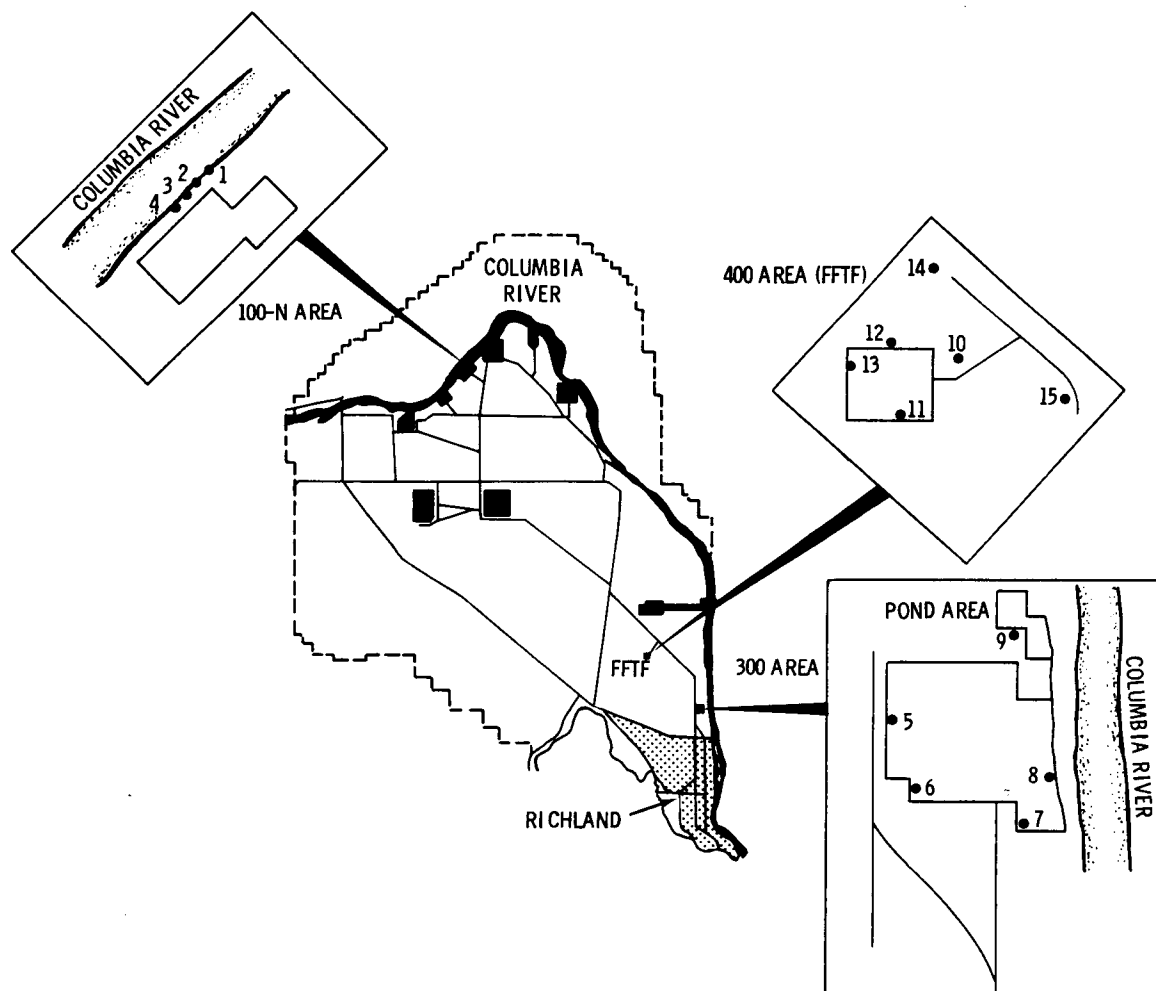 COLUMBIA RIVER
1
2
3
4
100-N AREA
COLUMBIA
RIVER
400 AREA (FFTF)
14
12
10
13
15
11
FFTF
300 AREA
POND AREA
9
COLUMBIA RIVER
5
8
6
7
RICHLAND